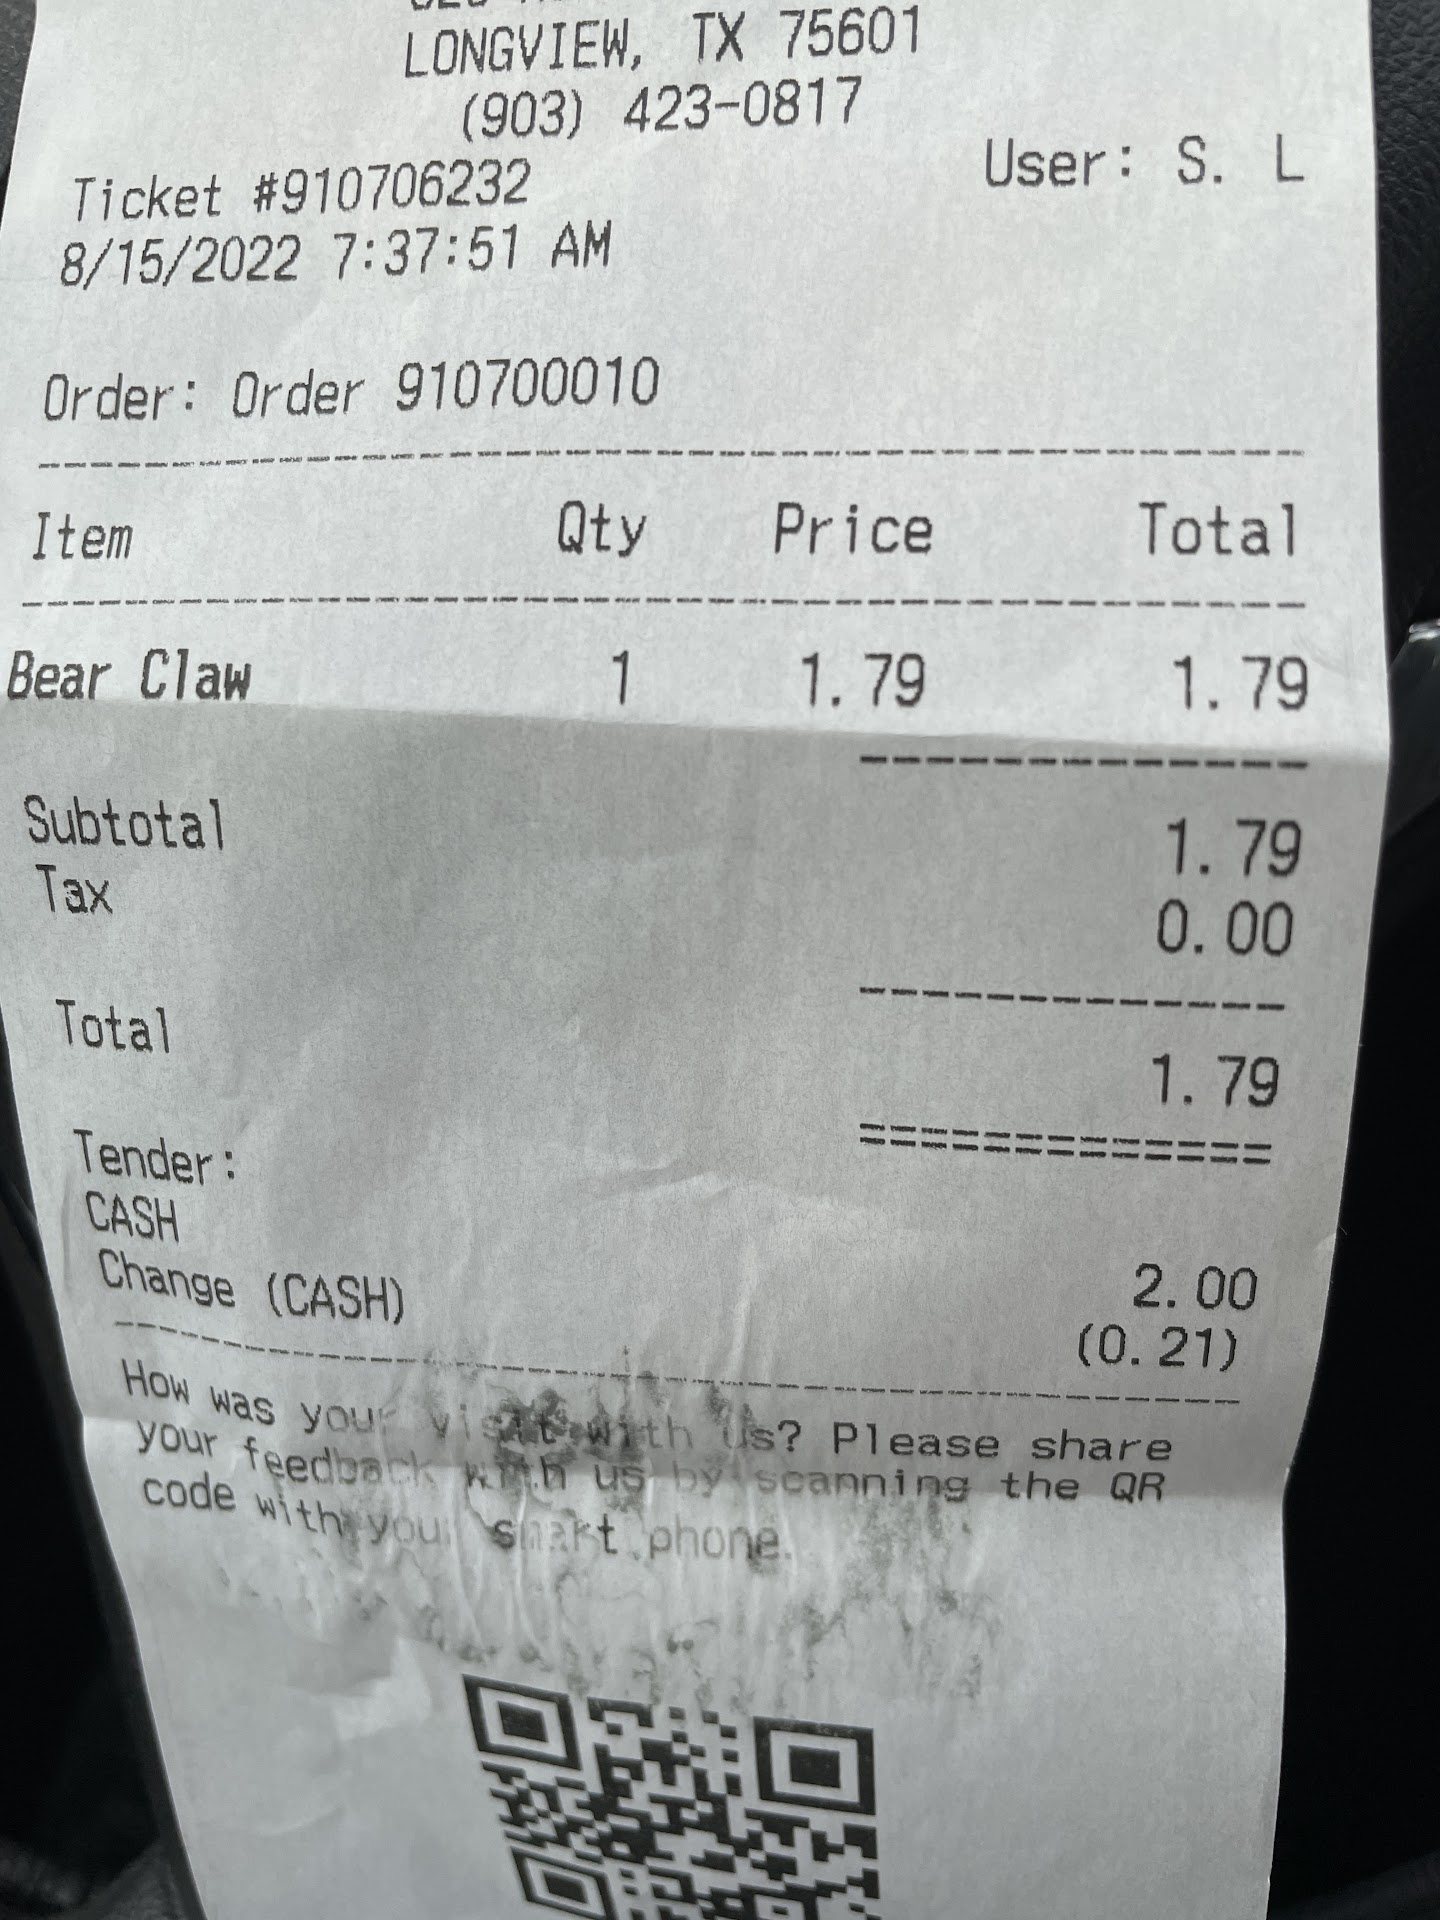 LONGVIEW, TX 75601
(903) 423-0817
User: S. L
Ticket #910706232
8/15/2022 7:37:51 AM
Order: Order 910700010
Item Qty Price Total
Bear Claw 1 1.79 1.79
Subtotal 1.79
Tax 0.00
Total 1.79
Tender:
CASH 2.00
Change (CASH) (0.21)
How was your visit with us? Please share
your feedback with us by scanning the QR
code with your smart phone.